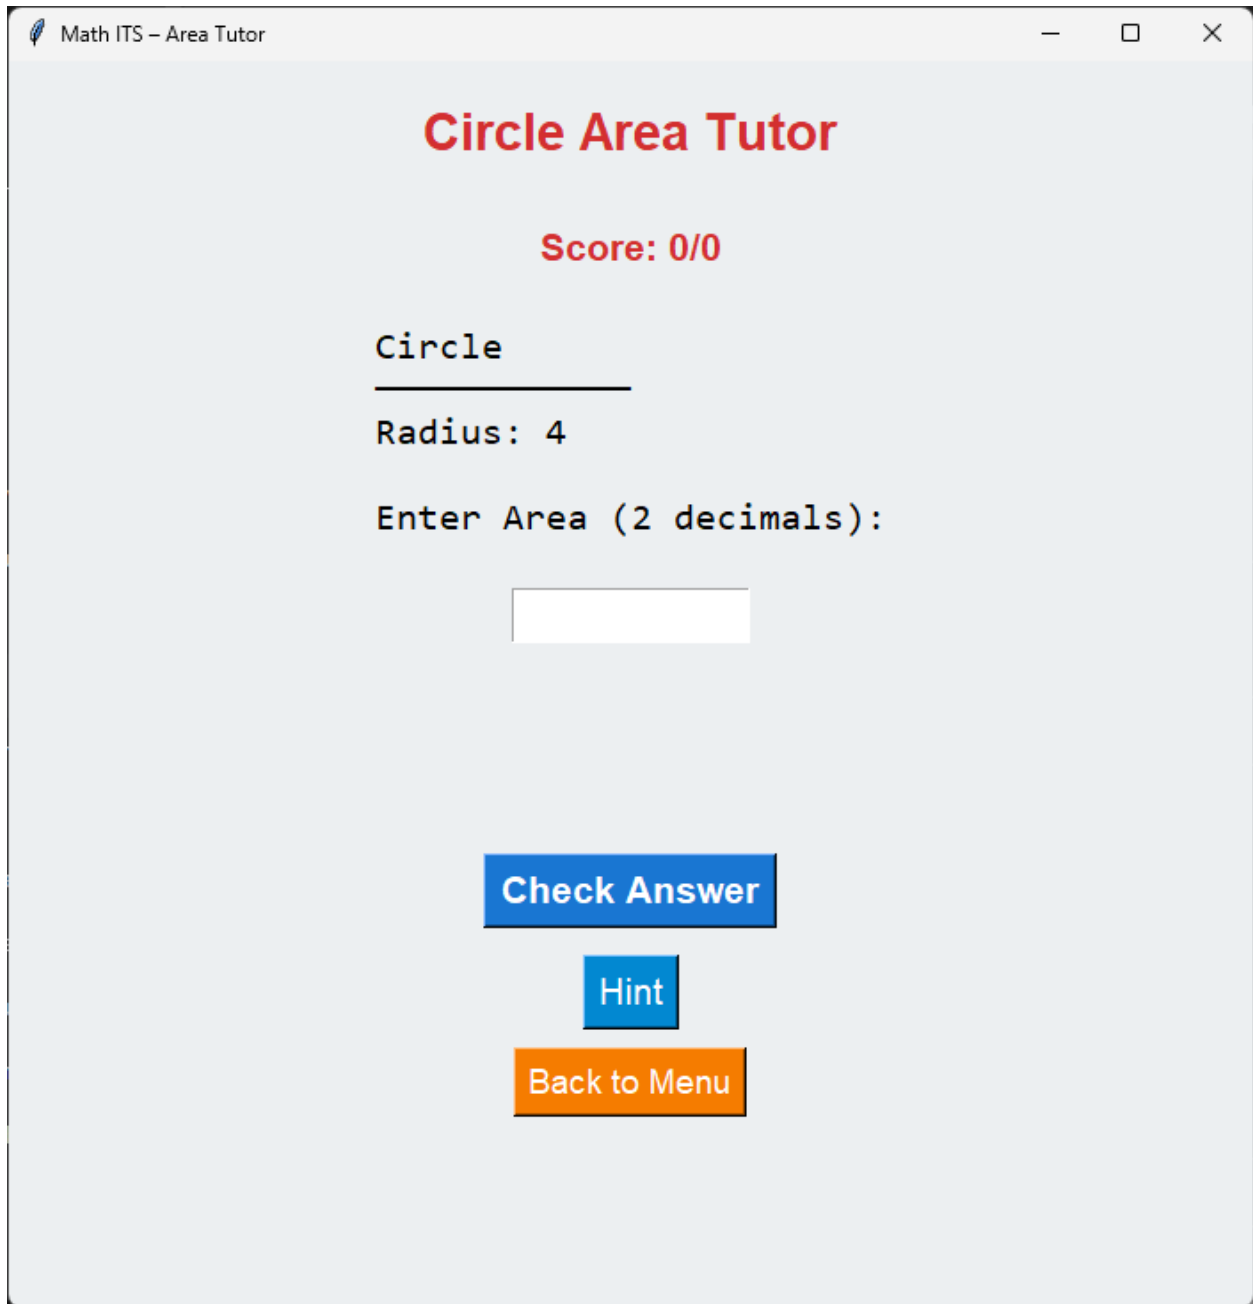 Math ITS – Area Tutor
Circle Area Tutor
Score: 0/0
Circle
Radius: 4
Enter Area (2 decimals):
Check Answer
Hint
Back to Menu